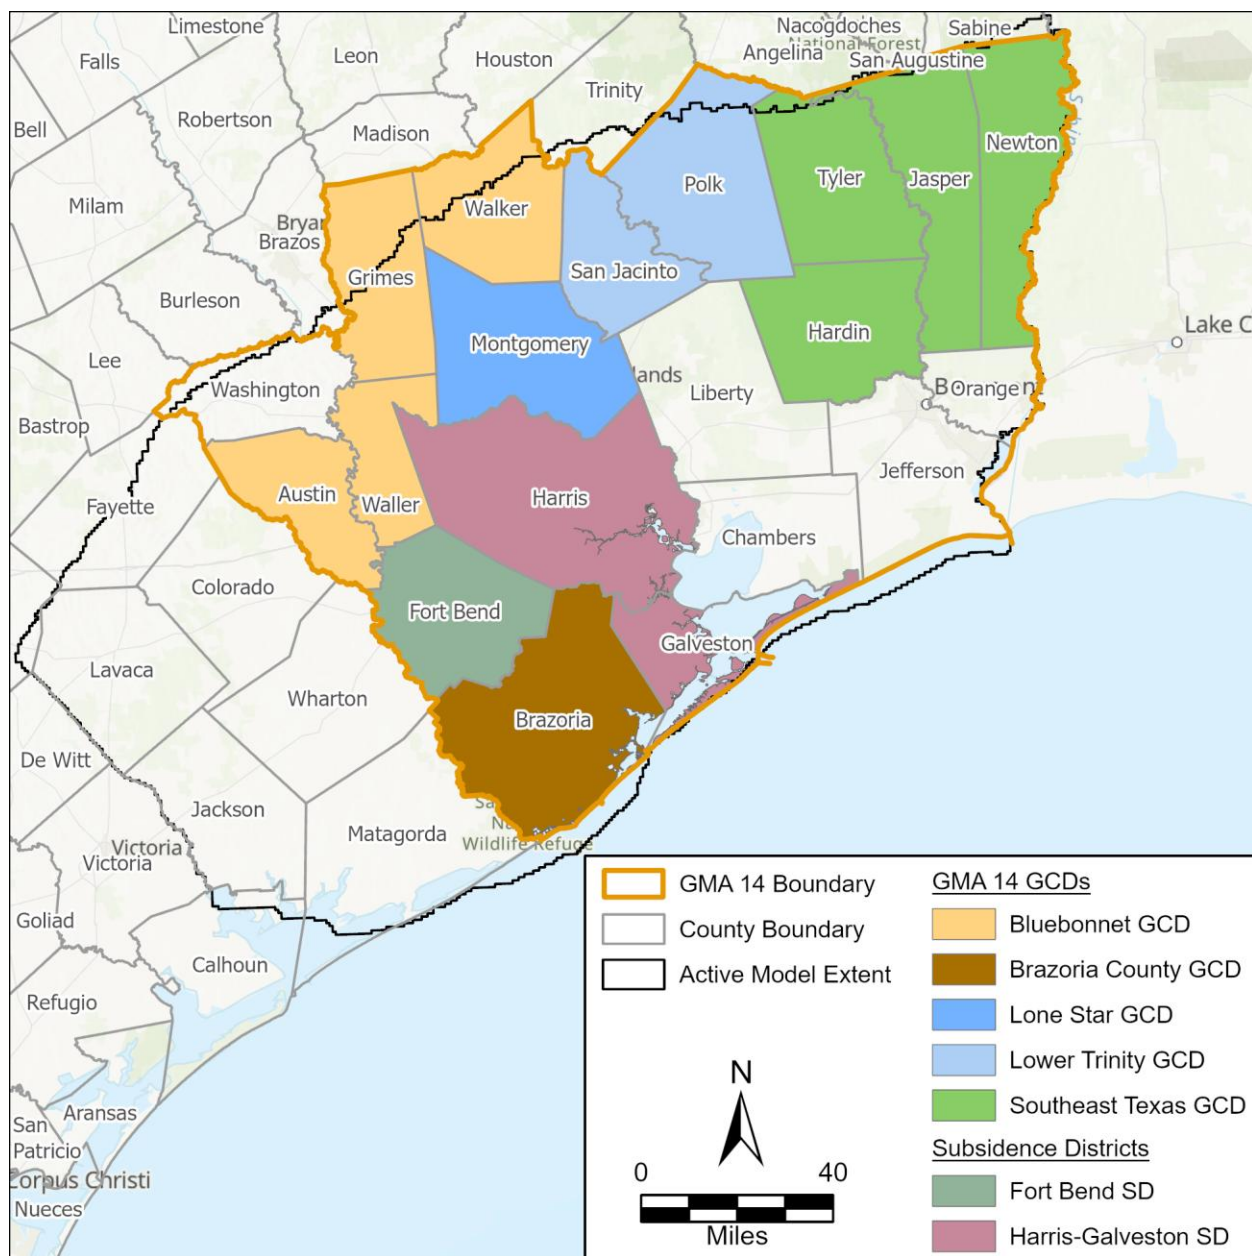 Limestone
Nacogdoches
Sabine
Falls
Leon
Houston
Angelina
National Forest
San Augustine
Trinity
Robertson
Bell
Madison
Newton
Polk
Tyler
Jasper
Milam
Walker
Bryan
Brazos
San Jacinto
Grimes
Burleson
Lake C
Hardin
Montgomery
Lee
lands
Washington
Liberty
Orange
Bastrop
Jefferson
Austin
Harris
Fayette
Waller
Chambers
Colorado
Fort Bend
Galveston
Lavaca
Wharton
Brazoria
De Witt
Jackson
Matagorda
Wildlife Refuge
Victoria
Victoria
Goliad
Calhoun
Refugio
Aransas
San
Patricio
Corpus Christi
Nueces
GMA 14 Boundary
County Boundary
Active Model Extent
N
0 40
Miles
GMA 14 GCDs
Bluebonnet GCD
Brazoria County GCD
Lone Star GCD
Lower Trinity GCD
Southeast Texas GCD
Subsidence Districts
Fort Bend SD
Harris-Galveston SD